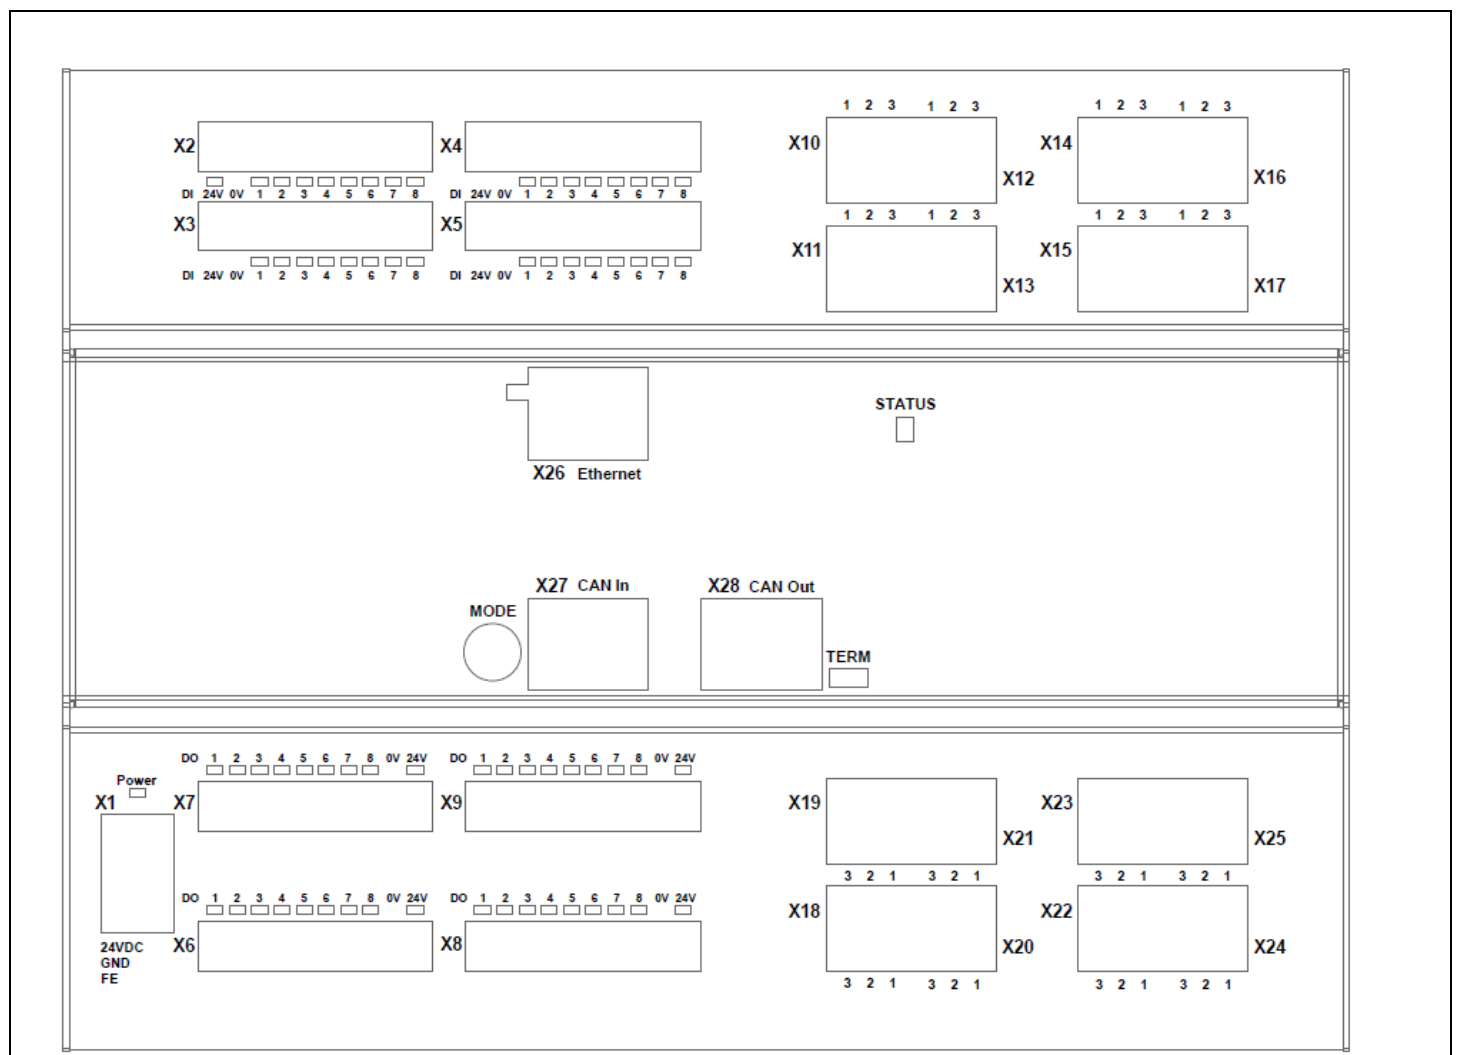 1 2 3 1 2 3 1 2 3 1 2 3
X2 X4 X10 X14
X12 X16
DI 24V 0V 1 2 3 4 5 6 7 8 DI 24V 0V 1 2 3 4 5 6 7 8
1 2 3 1 2 3 1 2 3 1 2 3
X3 X5 X11 X15
DI 24V 0V 1 2 3 4 5 6 7 8 DI 24V 0V 1 2 3 4 5 6 7 8
X13 X17
STATUS
X26 Ethernet
X27 CAN In X28 CAN Out
MODE
TERM
DO 1 2 3 4 5 6 7 8 0V 24V DO 1 2 3 4 5 6 7 8 0V 24V
Power
X1 X7 X9 X19 X23
X21 X25
3 2 1 3 2 1 3 2 1 3 2 1
DO 1 2 3 4 5 6 7 8 0V 24V DO 1 2 3 4 5 6 7 8 0V 24V
X18 X22
X6 X8 X20 X24
24VDC
GND
FE
3 2 1 3 2 1 3 2 1 3 2 1